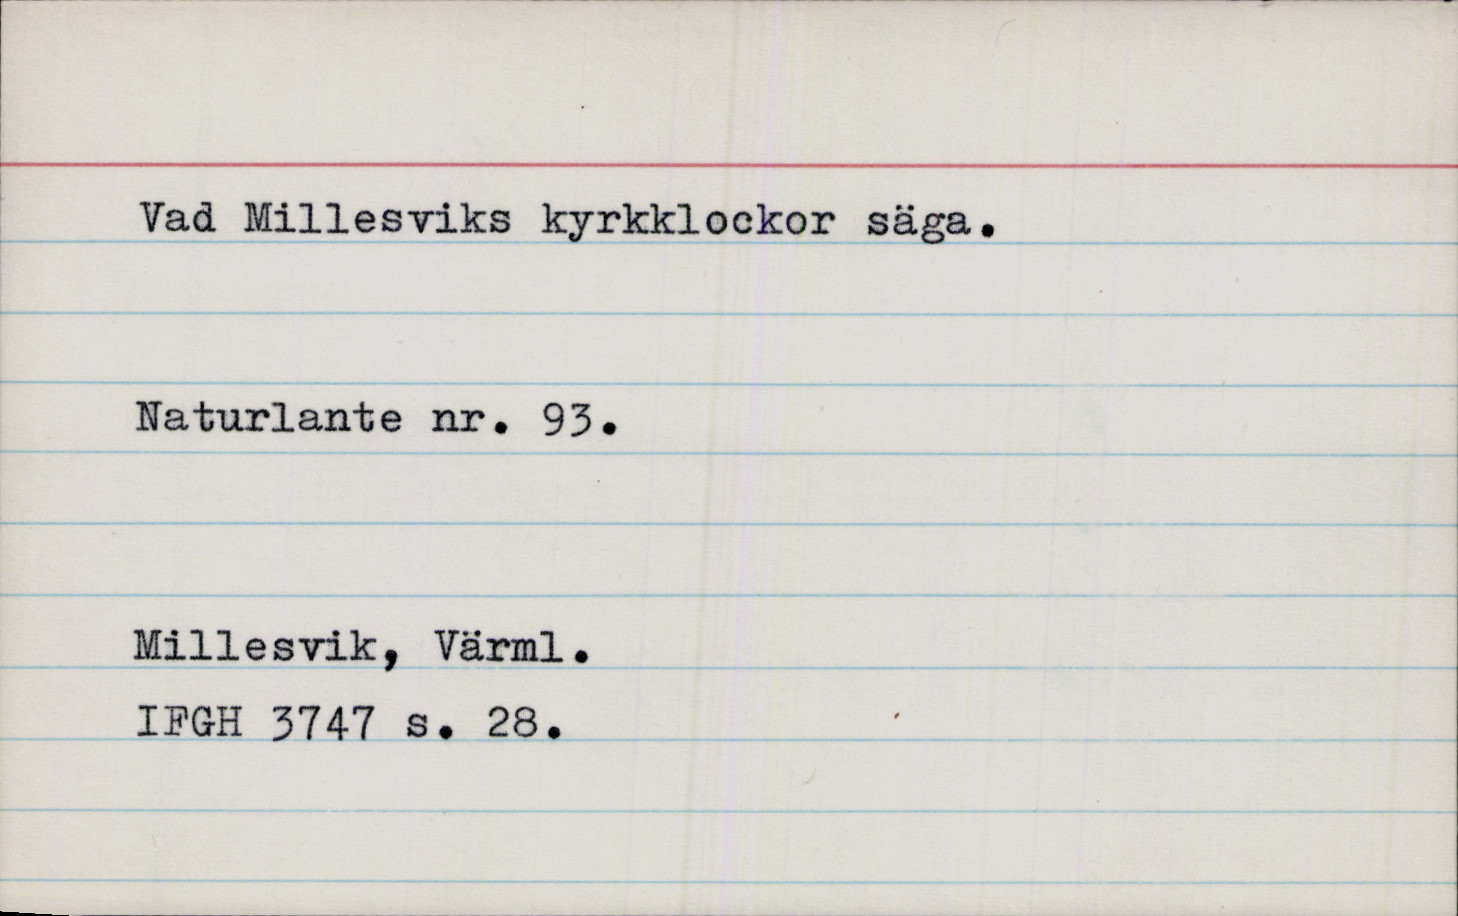 Vad Millesviks kyrkklockor säga.
Naturlante nr. 93.
Millesvik, Värml.
IFGH 3747 s. 28.